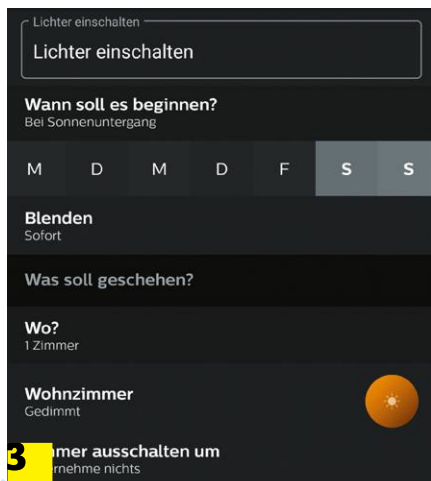 Lichter einschalten
Lichter einschalten
Wann soll es beginnen?
Bei Sonnenuntergang
M D M D F S S
Blenden
Sofort
Was soll geschehen?
Wo?
1 Zimmer
Wohnzimmer
Gedimmt
3 ausschalten um
nichts